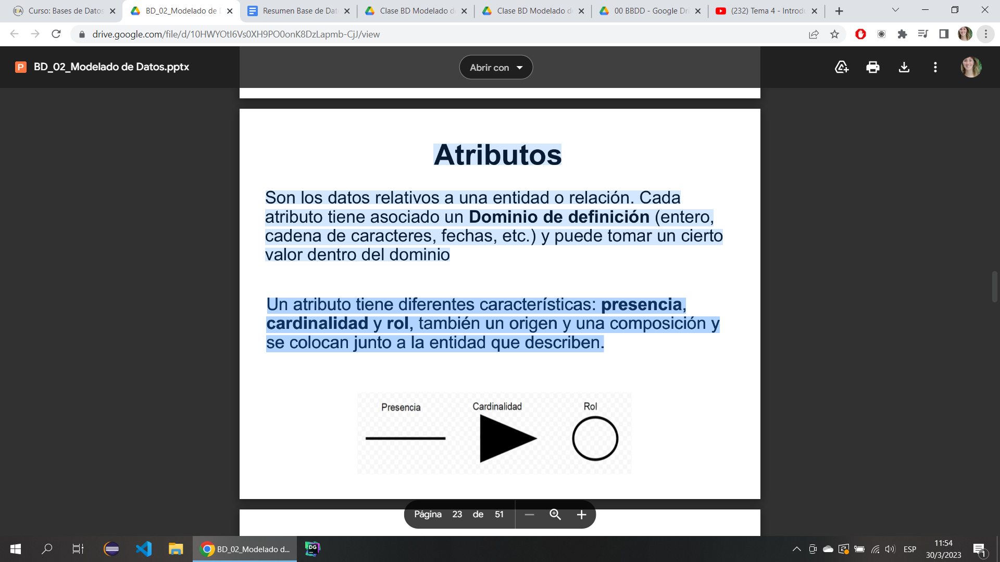 Curso: Bases de Datos
BD_02_Modelado de D
Resumen Base de Dat
Clase BD Modelado d
Clase BD Modelado d
00 BBDD - Google Dri
(232) Tema 4 - Introdu
drive.google.com/file/d/10HWYOtI6Vs0XH9PO0onK8DzLapmb-CjJ/view
P BD_02_Modelado de Datos.pptx
Abrir con
Atributos
Son los datos relativos a una entidad o relación. Cada
atributo tiene asociado un Dominio de definición (entero,
cadena de caracteres, fechas, etc.) y puede tomar un cierto
valor dentro del dominio
Un atributo tiene diferentes características: presencia,
cardinalidad y rol, también un origen y una composición y
se colocan junto a la entidad que describen.
Presencia
Cardinalidad
Rol
Página 23 de 51
BD_02_Modelado d...
DG
ESP
11:54
30/3/2023
1